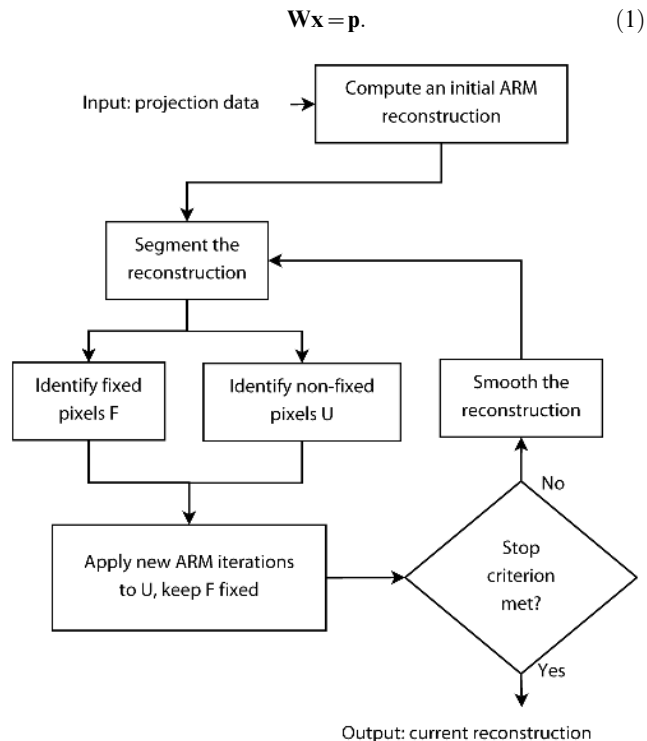 Wx = p. (1)
Input: projection data
Compute an initial ARM
reconstruction
Segment the
reconstruction
Identify fixed
pixels F
Identify non-fixed
pixels U
Smooth the
reconstruction
No
Apply new ARM iterations
to U, keep F fixed
Stop
criterion
met?
Yes
Output: current reconstruction